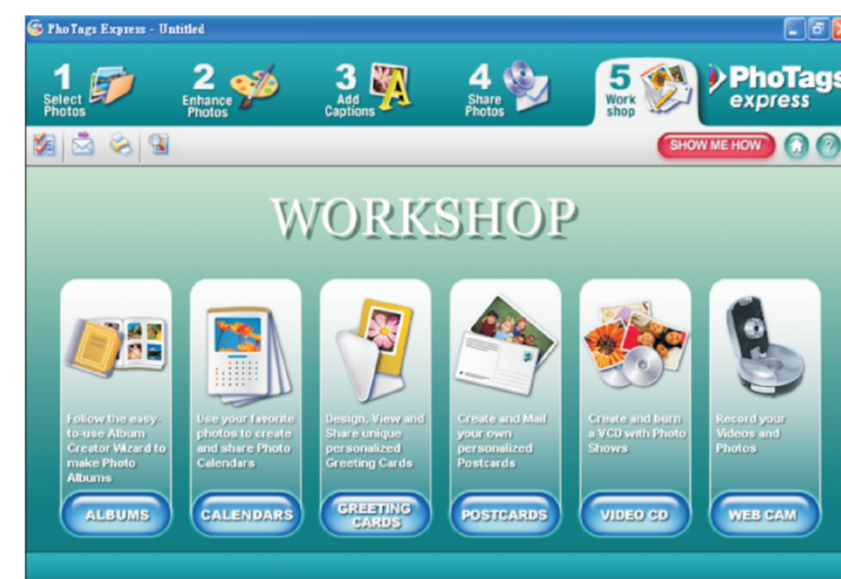 PhoTags Express - Untitled
1
Select
Photos
2
Enhance
Photos
3
Add
Captions
4
Share
Photos
5
Work
shop
PhoTags
express
SHOW ME HOW
?
WORKSHOP
Follow the easy-
to-use Album
Creator Wizard to
make Photo
Albums
ALBUMS
Use your favorite
photos to create
and share Photo
Calendars
CALENDARS
Design, View and
Share unique
personalized
Greeting Cards
GREETING
CARDS
Create and Mail
your own
personalized
Postcards
POSTCARDS
Create and burn
a VCD with Photo
Shows
VIDEO CD
Record your
Videos and
Photos
WEB CAM